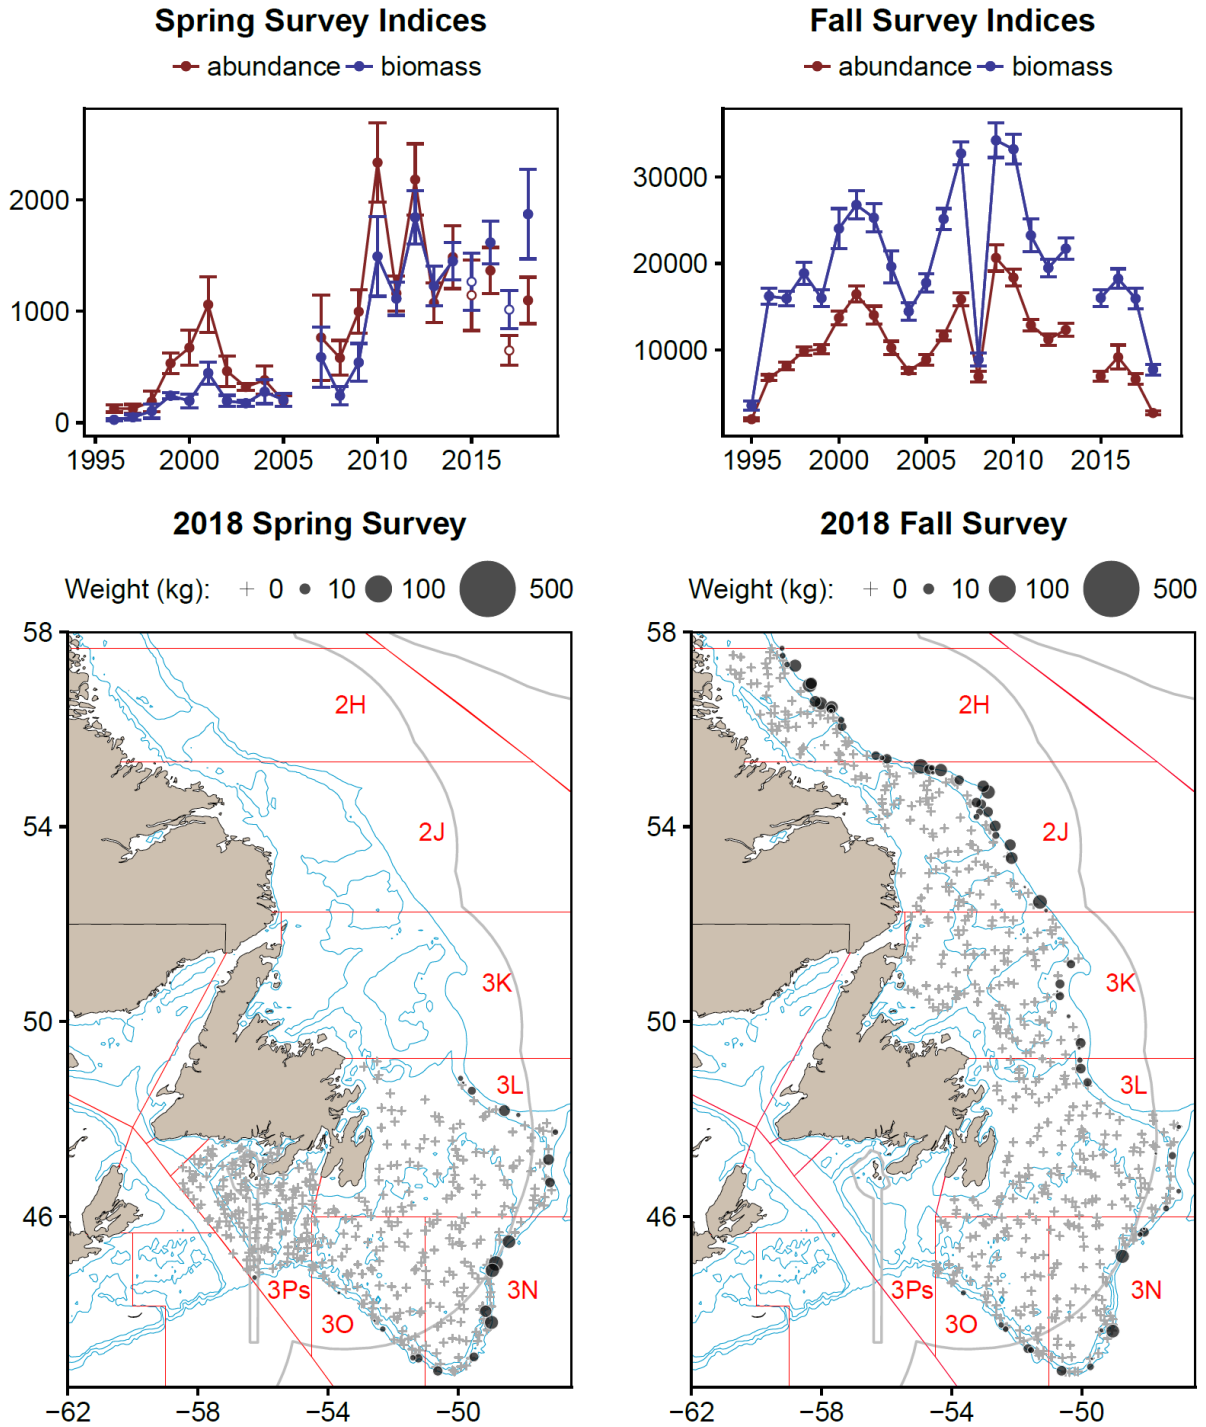 Spring Survey Indices
Fall Survey Indices
abundance biomass
abundance biomass
2000
1000
0
1995 2000 2005 2010 2015
30000
20000
10000
1995 2000 2005 2010 2015
2018 Spring Survey
2018 Fall Survey
Weight (kg): 0 10 100 500
Weight (kg): 0 10 100 500
58
54
50
46
2H
2J
3K
3L
3Ps
3O
3N
−62 −58 −54 −50
58
54
50
46
2H
2J
3K
3L
3Ps
3O
3N
−62 −58 −54 −50